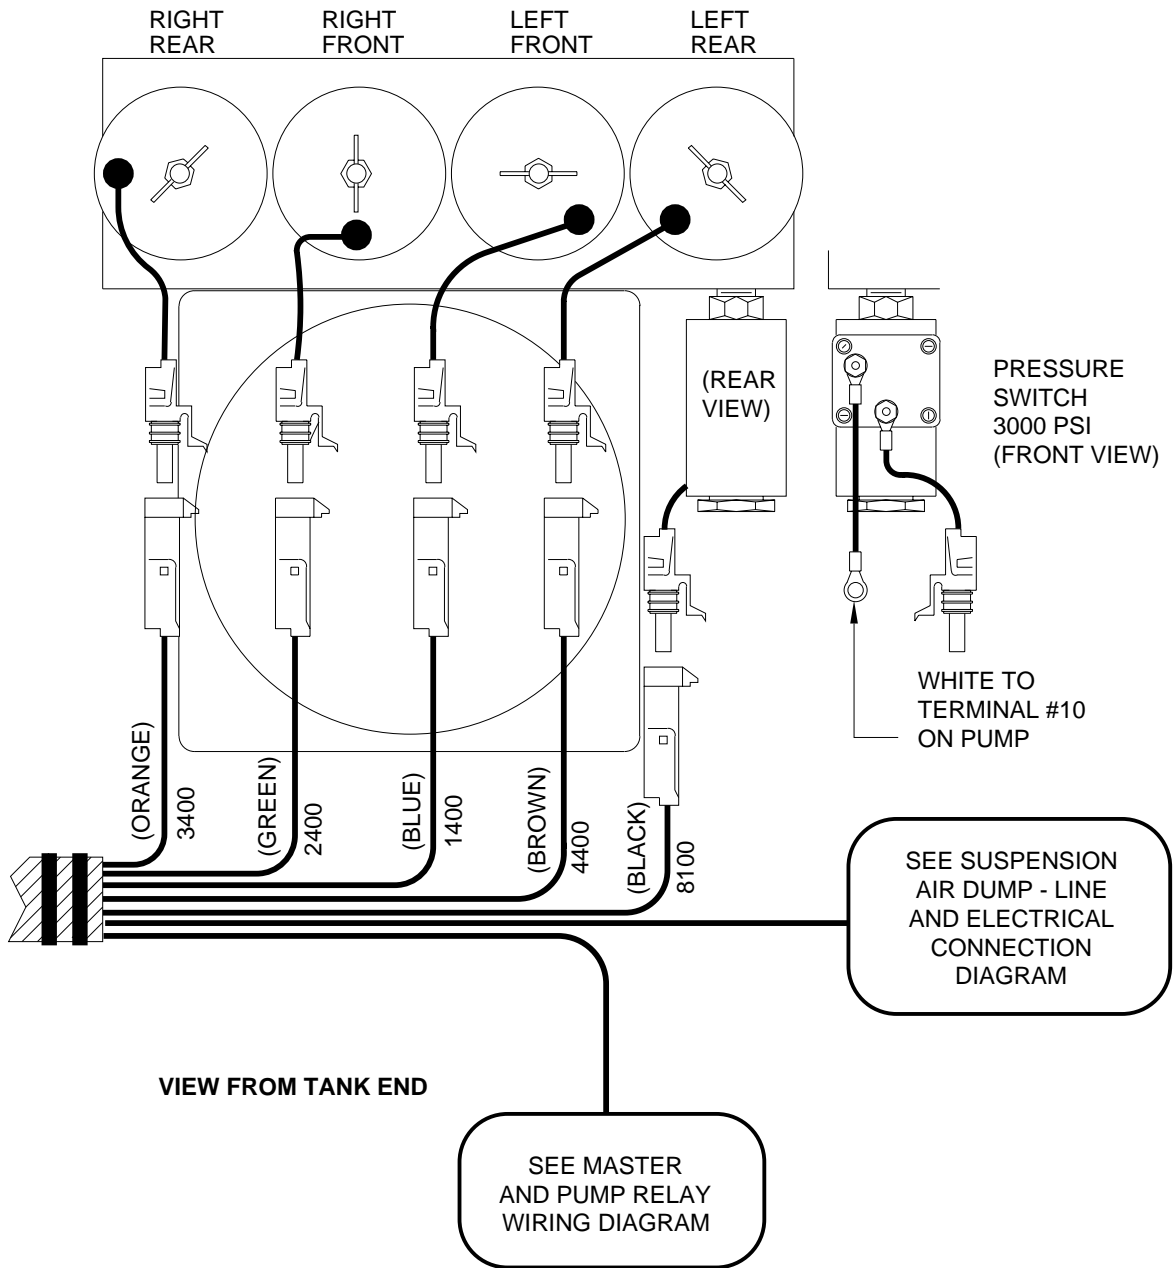 RIGHT
REAR
RIGHT
FRONT
LEFT
FRONT
LEFT
REAR
(REAR
VIEW)
PRESSURE
SWITCH
3000 PSI
(FRONT VIEW)
WHITE TO
TERMINAL #10
ON PUMP
(ORANGE)
3400
(GREEN)
2400
(BLUE)
1400
(BROWN)
4400
(BLACK)
8100
SEE SUSPENSION
AIR DUMP - LINE
AND ELECTRICAL
CONNECTION
DIAGRAM
VIEW FROM TANK END
SEE MASTER
AND PUMP RELAY
WIRING DIAGRAM